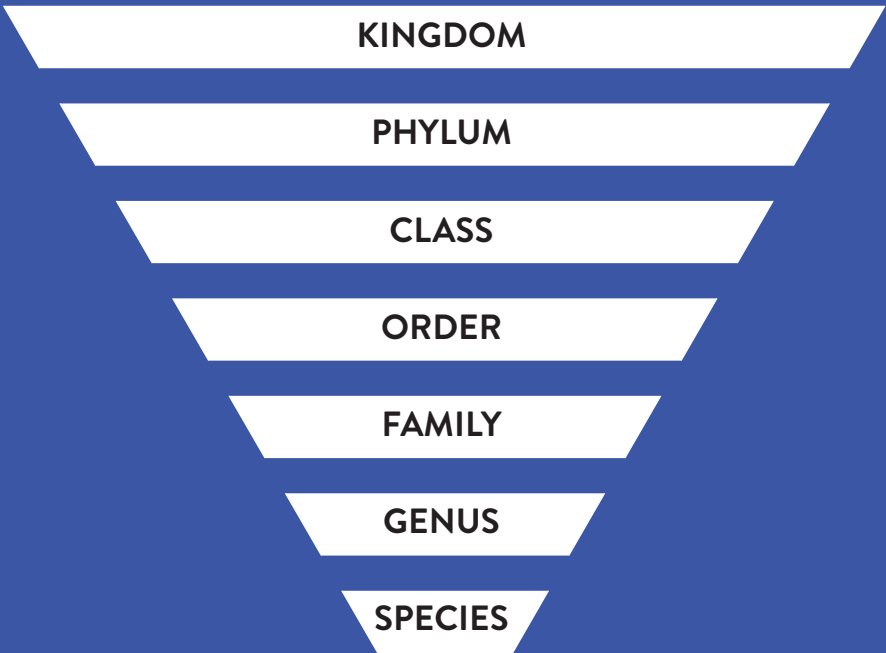 KINGDOM
PHYLUM
CLASS
ORDER
FAMILY
GENUS
SPECIES